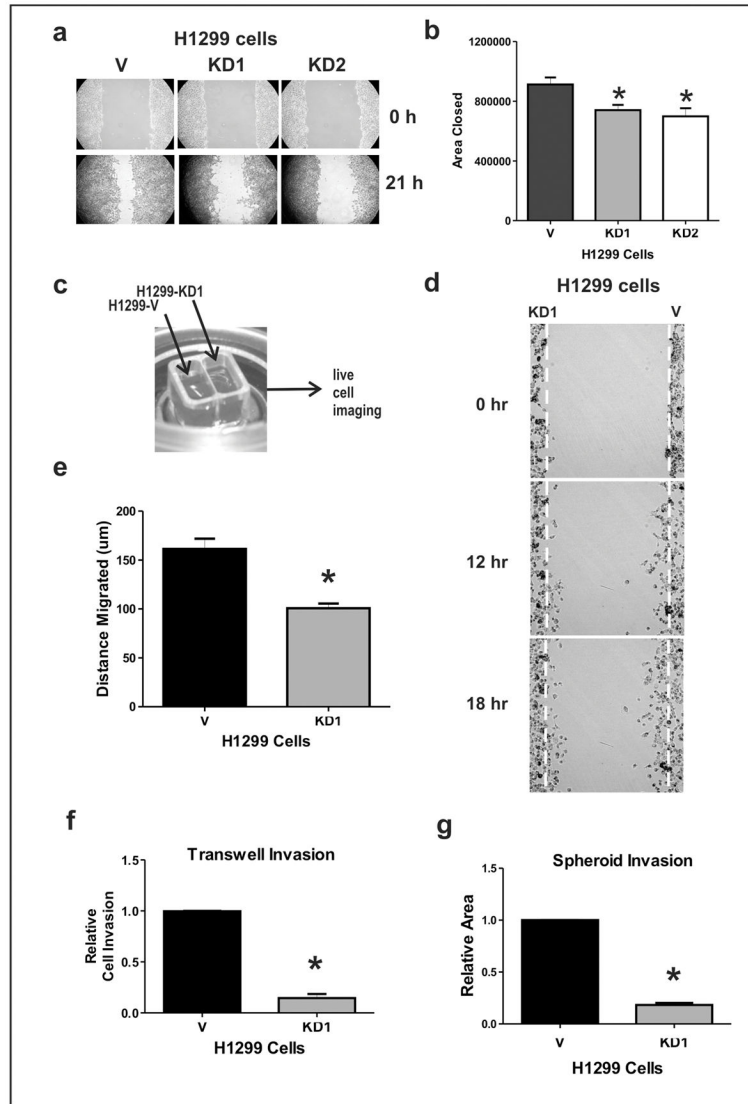 a
H1299 cells
V KD1 KD2
0 h
21 h
b
1200000
800000
400000
0
Area Closed
* *
V KD1 KD2
H1299 Cells
c
H1299-KD1
H1299-V
live
cell
imaging
d
H1299 cells
KD1 V
0 hr
12 hr
18 hr
e
200
150
100
50
0
Distance Migrated (um)
*
V KD1
H1299 Cells
f
Transwell Invasion
1.5
1.0
0.5
0.0
Relative
Cell Invasion
*
V KD1
H1299 Cells
g
Spheroid Invasion
1.5
1.0
0.5
0.0
Relative Area
*
V KD1
H1299 Cells